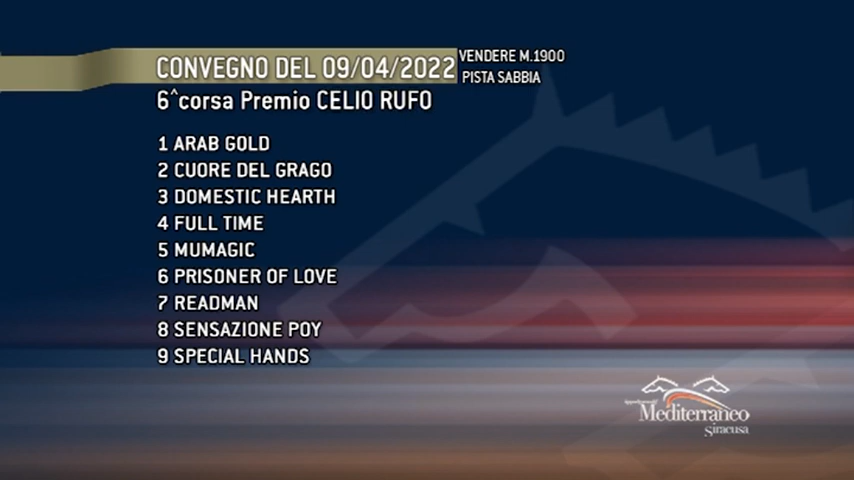 CONVEGNO DEL 09/04/2022
VENDERE M.1900
PISTA SABBIA
6^corsa Premio CELIO RUFO
1 ARAB GOLD
2 CUORE DEL GRAGO
3 DOMESTIC HEARTH
4 FULL TIME
5 MUMAGIC
6 PRISONER OF LOVE
7 READMAN
8 SENSAZIONE POY
9 SPECIAL HANDS
Mediterraneo
Siracusa